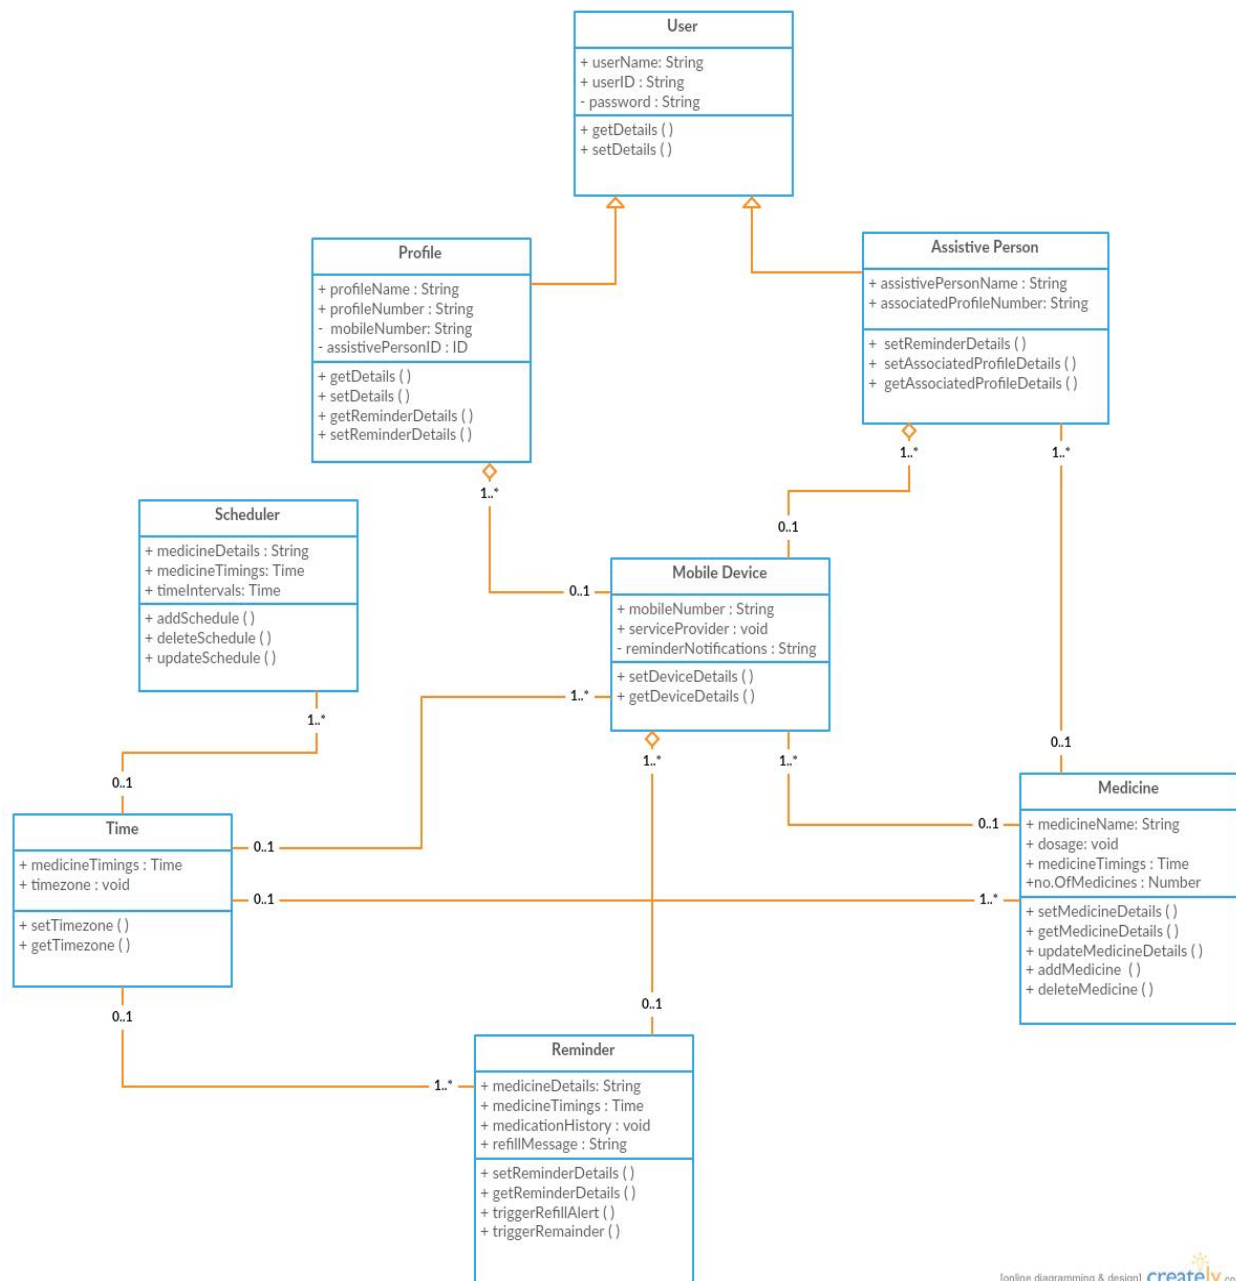 User
+ userName: String
+ userID : String
- password : String
+ getDetails ( )
+ setDetails ( )
Profile
+ profileName : String
+ profileNumber : String
- mobileNumber: String
- assistivePersonID : ID
+ getDetails ( )
+ setDetails ( )
+ getReminderDetails ( )
+ setReminderDetails ( )
Assistive Person
+ assistivePersonName : String
+ associatedProfileNumber: String
+ setReminderDetails ( )
+ setAssociatedProfileDetails ( )
+ getAssociatedProfileDetails ( )
1..*
1..*
1..*
0..1
0..1
0..1
Scheduler
+ medicineDetails : String
+ medicineTimings: Time
+ timeIntervals: Time
+ addSchedule ( )
+ deleteSchedule ( )
+ updateSchedule ( )
Mobile Device
+ mobileNumber : String
+ serviceProvider : void
- reminderNotifications : String
+ setDeviceDetails ( )
+ getDeviceDetails ( )
1..*
1..*
0..1
1..*
1..*
0..1
0..1
0..1
1..*
Time
+ medicineTimings : Time
+ timezone : void
+ setTimezone ( )
+ getTimezone ( )
Medicine
+ medicineName: String
+ dosage: void
+ medicineTimings : Time
+no.OfMedicines : Number
+ setMedicineDetails ( )
+ getMedicineDetails ( )
+ updateMedicineDetails ( )
+ addMedicine ( )
+ deleteMedicine ( )
0..1
0..1
0..1
1..*
Reminder
+ medicineDetails: String
+ medicineTimings : Time
+ medicationHistory : void
+ refillMessage : String
+ setReminderDetails ( )
+ getReminderDetails ( )
+ triggerRefillAlert ( )
+ triggerRemainder ( )
[online diagramming & design] creately.co